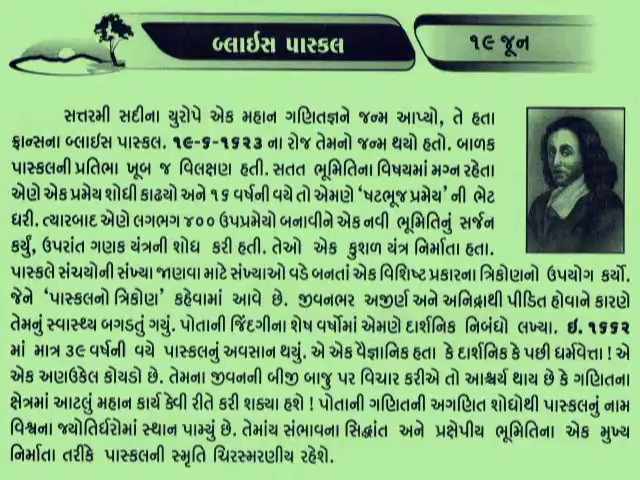 બ્લાઇસ પાસ્કલ
૧૯ જૂન
સત્તરમી સદીના યુરોપે એક મહાન ગણિતજ્ઞને જન્મ આપ્યો, તે હતા
ફ્રાન્સના બ્લાઇસ પાસ્કલ. ૧૯-૬-૧૬૨૩ ના રોજ તેમનો જન્મ થયો હતો. બાળક
પાસ્કલની પ્રતિભા ખૂબ જ વિલક્ષણ હતી. સતત ભૂમિતિના વિષયમાં મગ્ન રહેતા
એણે એક પ્રમેય શોધી કાઢયો અને ૧૬ વર્ષની વયે તો એમણે ‘ષટભૂજ પ્રમેય’ ની ભેટ
ધરી. ત્યારબાદ એણે લગભગ ૪૦૦ ઉપપ્રમેયો બનાવીને એક નવી ભૂમિતિનું સર્જન
કર્યું, ઉપરાંત ગણક યંત્રની શોધ કરી હતી. તેઓ એક કુશળ યંત્ર નિર્માતા હતા.
પાસ્કલે સંચયોની સંખ્યા જાણવા માટે સંખ્યાઓ વડે બનતાં એક વિશિષ્ટ પ્રકારના ત્રિકોણનો ઉપયોગ કર્યો.
જેને ‘પાસ્કલનો ત્રિકોણ’ કહેવામાં આવે છે. જીવનભર અજીર્ણ અને અનિદ્રાથી પીડિત હોવાને કારણે
તેમનું સ્વાસ્થ્ય બગડતું ગયું. પોતાની જિંદગીના શેષ વર્ષોમાં એમણે દાર્શનિક નિબંધો લખ્યા. ઇ. ૧૬૬૨
માં માત્ર ૩૯ વર્ષની વયે પાસ્કલનું અવસાન થયું. એ એક વૈજ્ઞાનિક હતા કે દાર્શનિક કે પછી ધર્મવેત્તા ! એ
એક અણઉકેલ કોયડો છે. તેમના જીવનની બીજી બાજુ પર વિચાર કરીએ તો આશ્ચર્ય થાય છે કે ગણિતના
ક્ષેત્રમાં આટલું મહાન કાર્ય કેવી રીતે કરી શક્યા હશે ! પોતાની ગણિતની અગણિત શોધોથી પાસ્કલનું નામ
વિશ્વના જ્યોતિર્ધરોમાં સ્થાન પામ્યું છે. તેમાંય સંભાવના સિદ્ધાંત અને પ્રક્ષેપીય ભૂમિતિના એક મુખ્ય
નિર્માતા તરીકે પાસ્કલની સ્મૃતિ ચિરસ્મરણીય રહેશે.